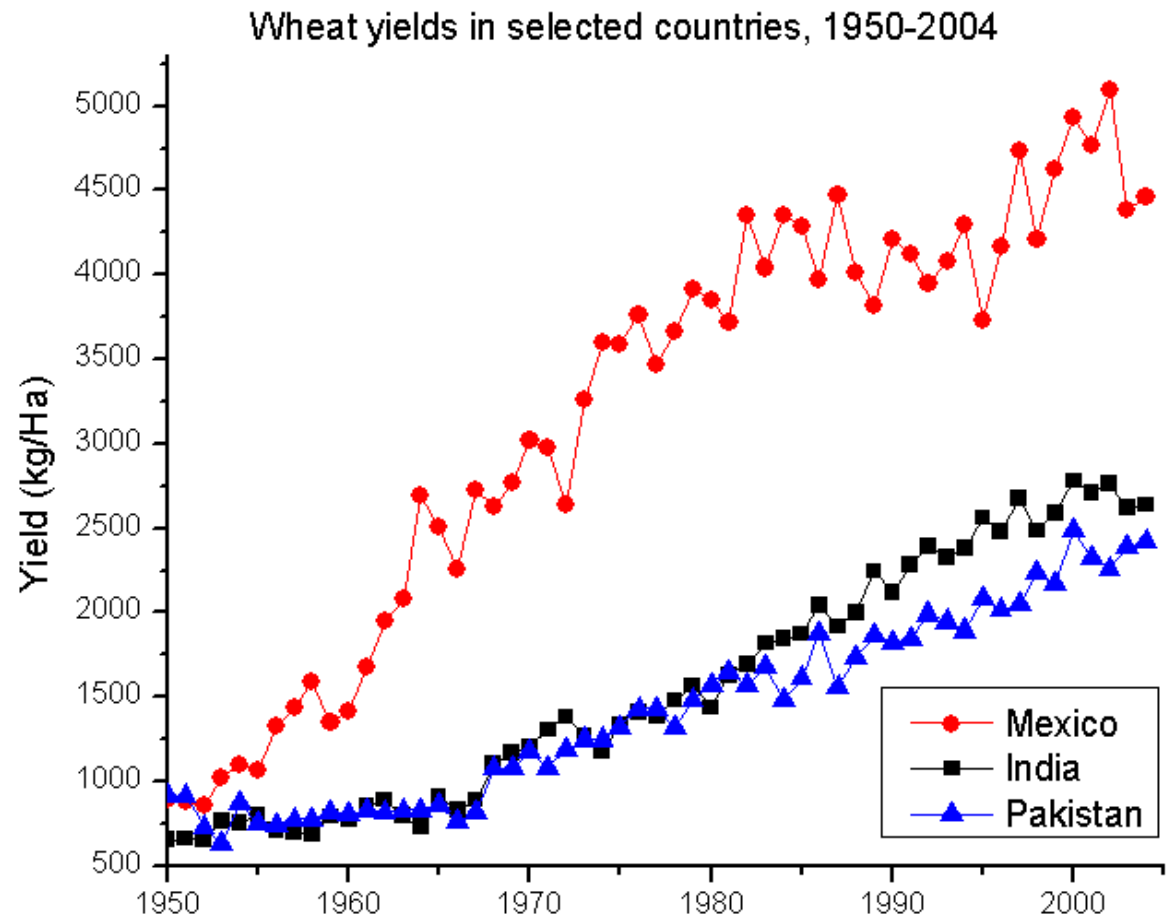 Wheat yields in selected countries, 1950-2004
Yield (kg/Ha)
5000
4500
4000
3500
3000
2500
2000
1500
1000
500
1950 1960 1970 1980 1990 2000
Mexico
India
Pakistan